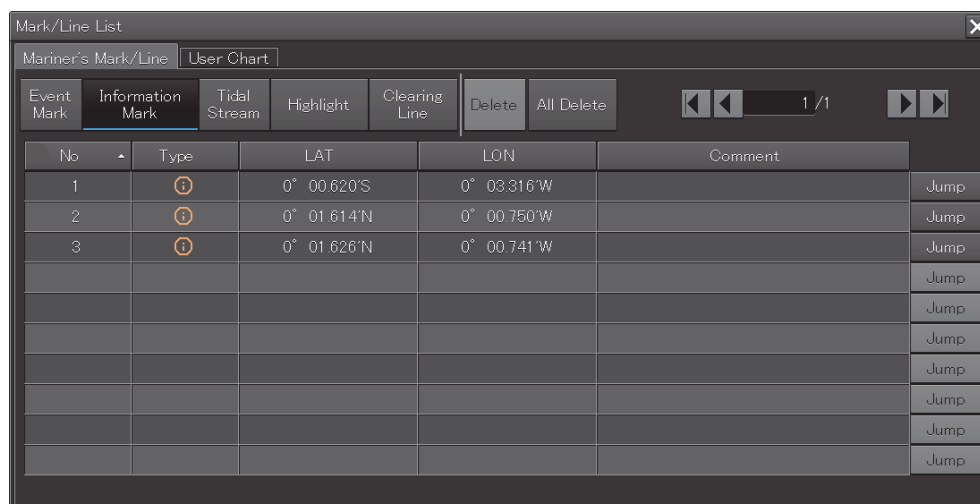 Mark/Line List
Mariner's Mark/Line User Chart
Event Mark Information Mark Tidal Stream Highlight Clearing Line Delete All Delete 1 /1
No Type LAT LON Comment
1 0° 00.620'S 0° 03.316'W Jump
2 0° 01.614'N 0° 00.750'W Jump
3 0° 01.626'N 0° 00.741'W Jump
Jump
Jump
Jump
Jump
Jump
Jump
Jump